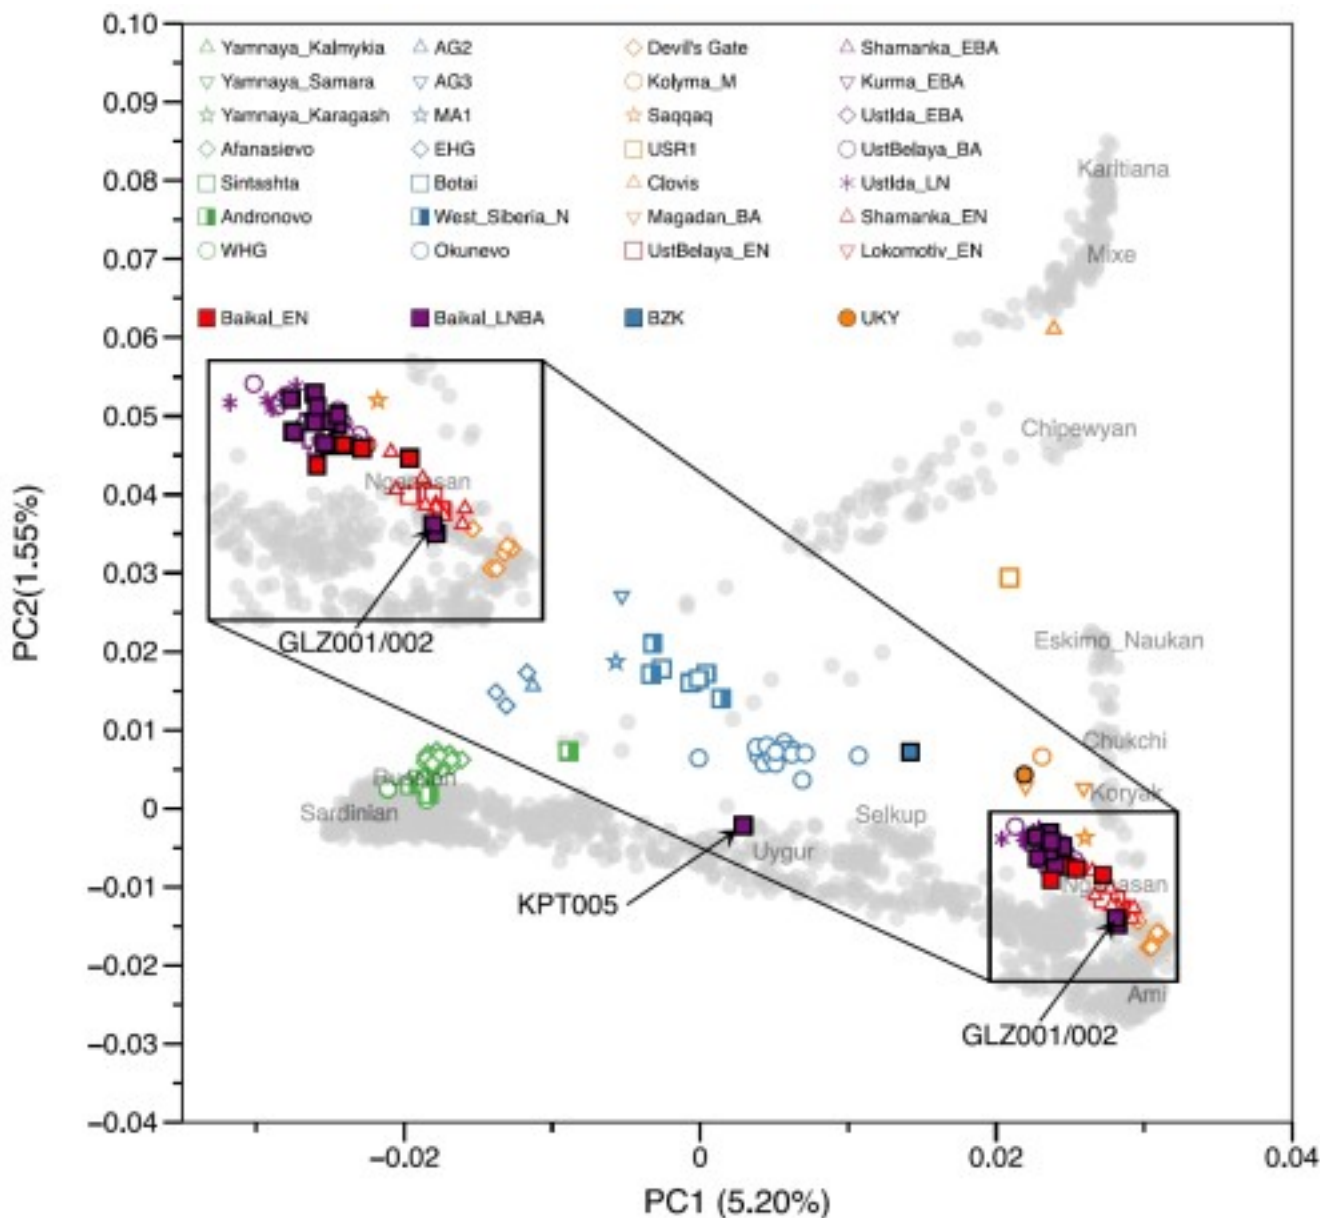 0.10
0.09
0.08
0.07
0.06
0.05
0.04
0.03
0.02
0.01
0
−0.01
−0.02
−0.03
−0.04
PC2(1.55%)
Yamnaya_Kalmykia AG2 Devil's Gate Shamanka_EBA
Yamnaya_Samara AG3 Kolyma_M Kurma_EBA
Yamnaya_Karagash MA1 Saqqaq UstIda_EBA
Afanasievo EHG USR1 UstBelaya_BA
Sintashta Botai Clovis UstIda_LN
Andronovo West_Siberia_N Magadan_BA Shamanka_EN
WHG Okunevo UstBelaya_EN Lokomotiv_EN
Baikal_EN Baikal_LNBA BZK UKY
Karitiana
Mixe
Chipewyan
Nganasan
GLZ001/002
Eskimo_Naukan
Chukchi
Koryak
Sardinian
Selkup
Uygur
KPT005
Nganasan
Ami
GLZ001/002
−0.02 0 0.02 0.04
PC1 (5.20%)